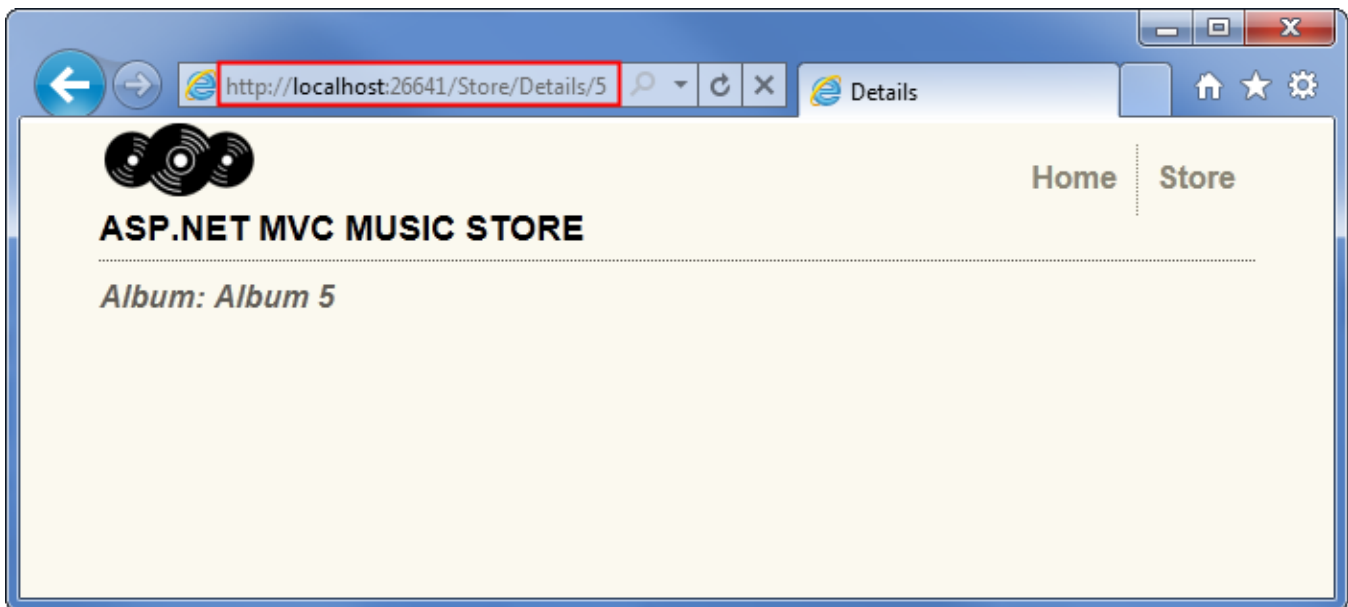 http://localhost:26641/Store/Details/5
Details
Home
Store
ASP.NET MVC MUSIC STORE
Album: Album 5